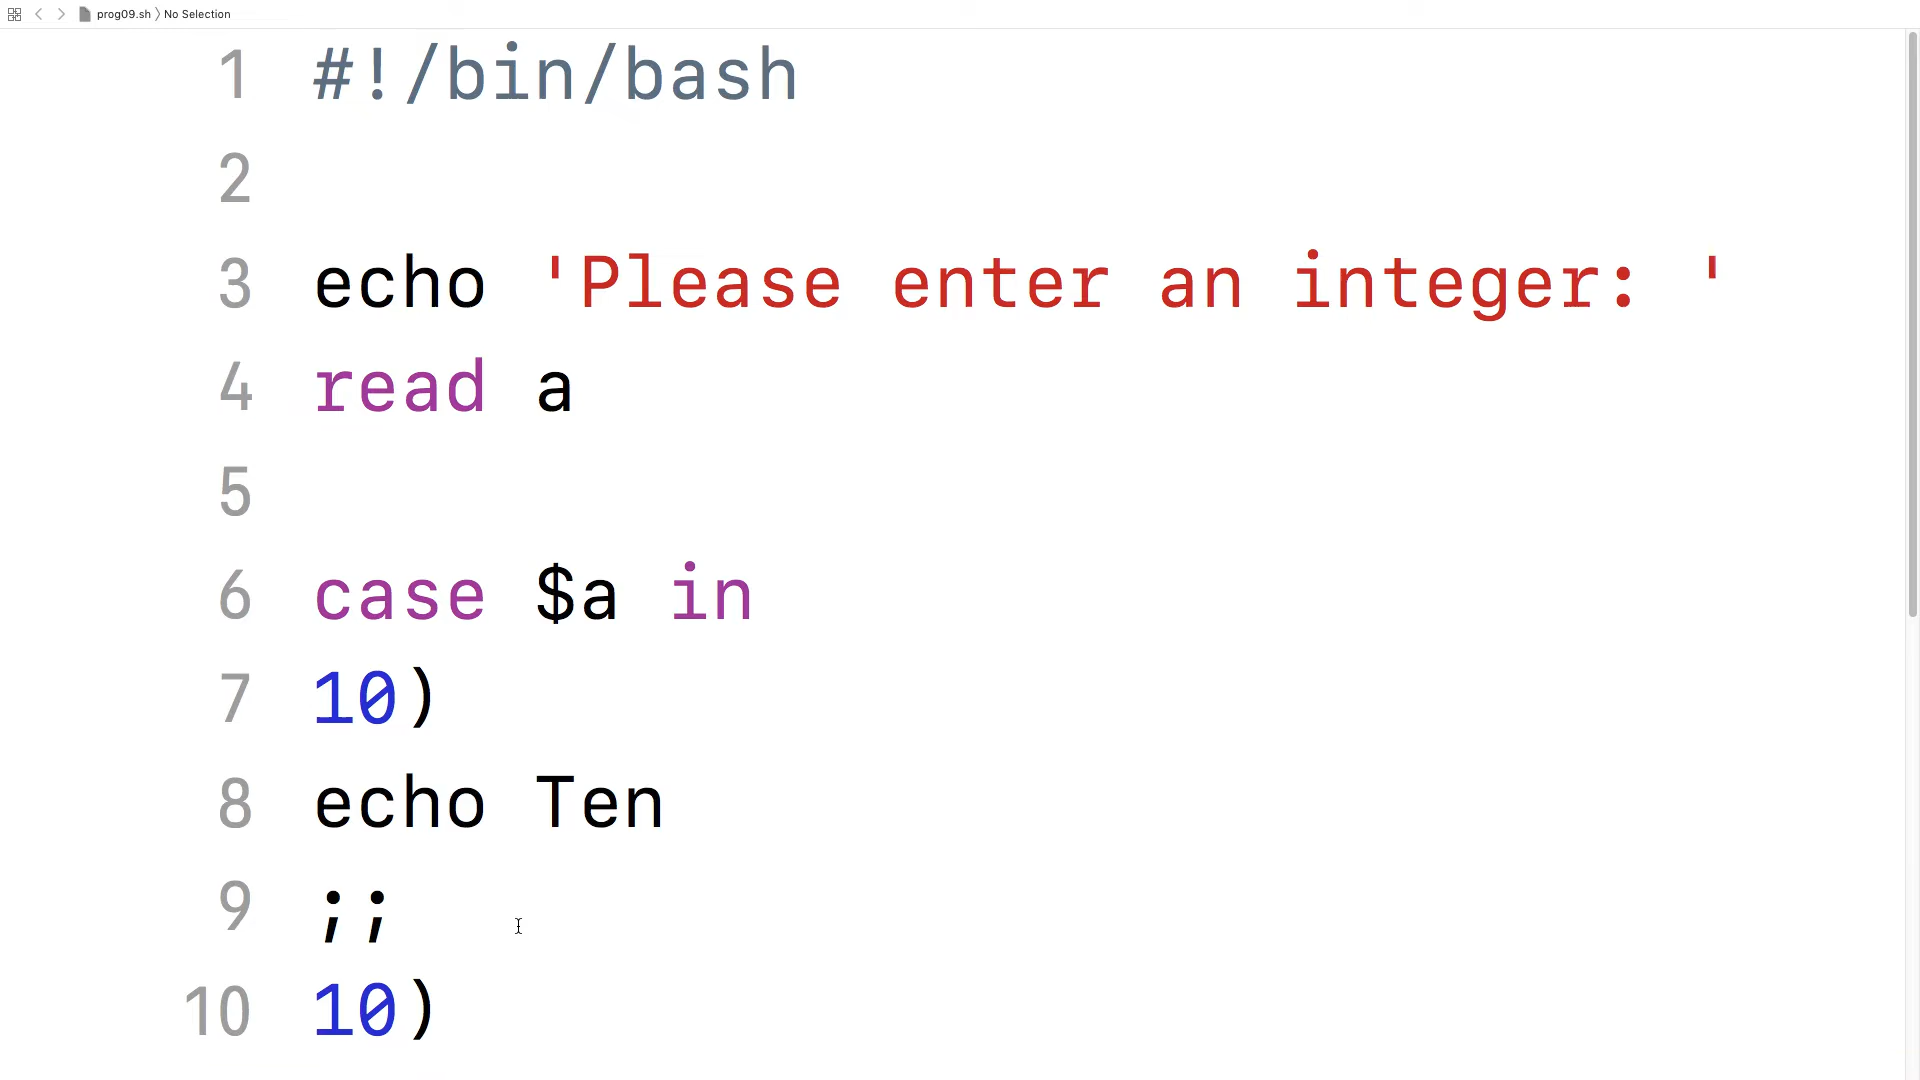 prog09.sh 〉 No Selection
1 #!/bin/bash
2
3 echo 'Please enter an integer: '
4 read a
5
6 case $a in
7 10)
8 echo Ten
9 ;;
10 10)